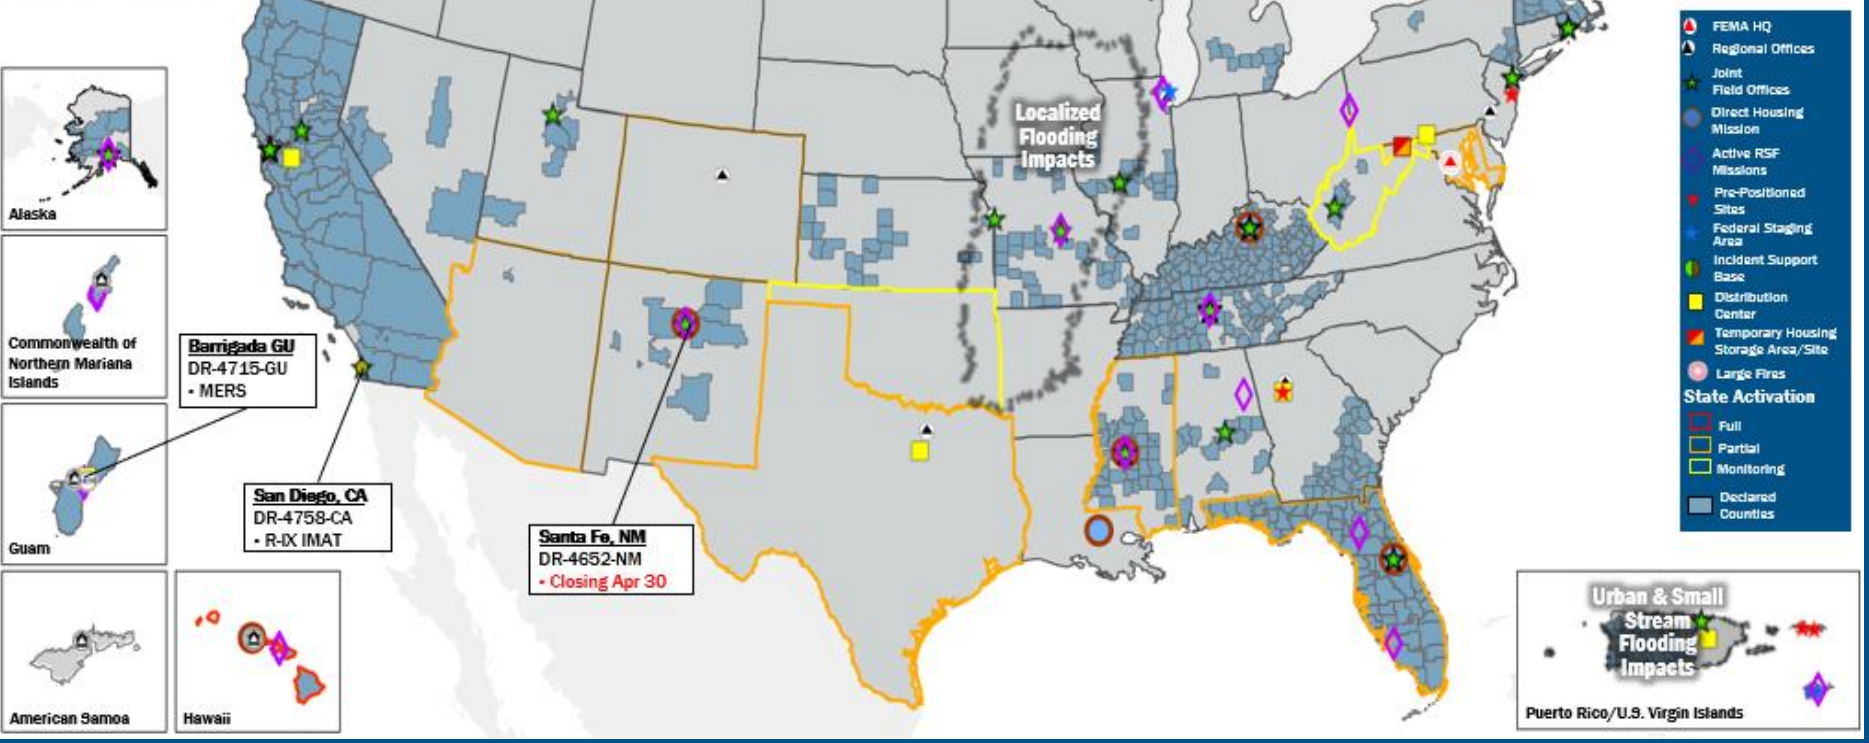 Alaska
Commonwealth of
Northern Mariana
Islands
Guam
American Samoa
Hawaii
Barrigada GU
DR-4715-GU
• MERS
San Diego, CA
DR-4758-CA
• R-IX IMAT
Santa Fe, NM
DR-4652-NM
• Closing Apr 30
Localized
Flooding
Impacts
FEMA HQ
Regional Offices
Joint
Field Offices
Direct Housing
Mission
Active RSF
Missions
Pre-Positioned
Sites
Federal Staging
Area
Incident Support
Base
Distribution
Center
Temporary Housing
Storage Area/Site
Large Fires
State Activation
Full
Partial
Monitoring
Declared
Counties
Urban & Small
Stream
Flooding
Impacts
Puerto Rico/U.S. Virgin Islands